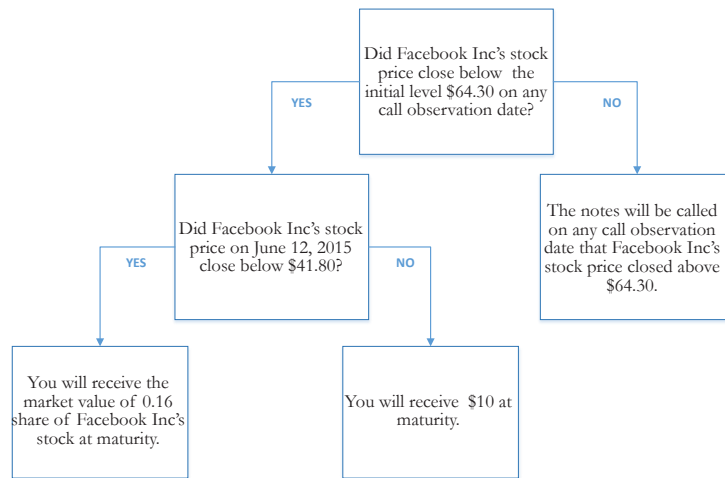 Did Facebook Inc's stock
price close below the
initial level $64.30 on any
call observation date?
YES
NO
Did Facebook Inc's stock
price on June 12, 2015
close below $41.80?
The notes will be called
on any call observation
date that Facebook Inc's
stock price closed above
$64.30.
YES
NO
You will receive the
market value of 0.16
share of Facebook Inc's
stock at maturity.
You will receive $10 at
maturity.